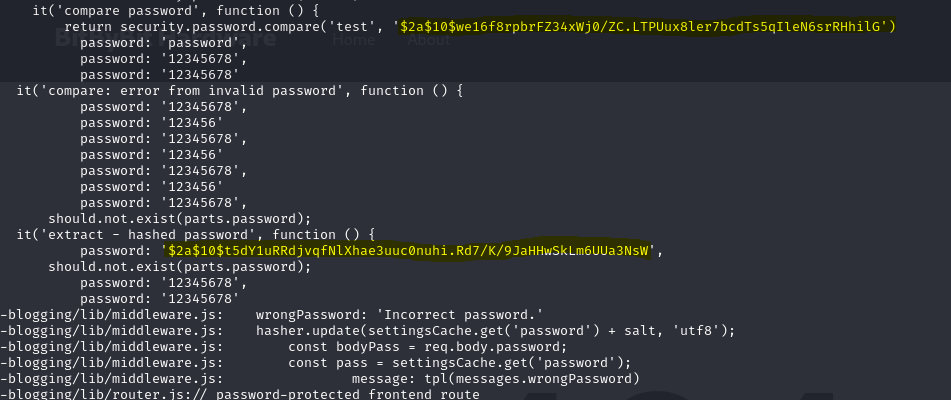 it('compare password', function () {
return security.password.compare('test', '$2a$10$we16f8rpbrFZ34xWj0/ZC.LTPUux8ler7bcdTs5qIleN6srRHhilG')
password: 'password',
password: '12345678',
password: '12345678'
Home About
it('compare: error from invalid password', function () {
password: '12345678',
password: '123456'
password: '12345678',
password: '123456'
password: '12345678',
password: '123456'
password: '12345678',
should.not.exist(parts.password);
it('extract - hashed password', function () {
password: '$2a$10$t5dY1uRRdjvqfNlXhae3uuc0nuhi.Rd7/K/9JaHHwSkLm6UUa3NsW',
should.not.exist(parts.password);
password: '12345678',
password: '12345678'
-blogging/lib/middleware.js: wrongPassword: 'Incorrect password.'
-blogging/lib/middleware.js: hasher.update(settingsCache.get('password') + salt, 'utf8');
-blogging/lib/middleware.js: const bodyPass = req.body.password;
-blogging/lib/middleware.js: const pass = settingsCache.get('password');
-blogging/lib/middleware.js: message: tpl(messages.wrongPassword)
-blogging/lib/router.js:// password-protected frontend route